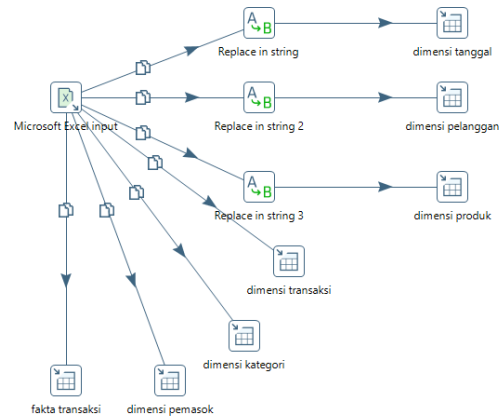 Replace in string
dimensi tanggal
Microsoft Excel input
Replace in string 2
dimensi pelanggan
Replace in string 3
dimensi produk
dimensi transaksi
dimensi kategori
fakta transaksi
dimensi pemasok